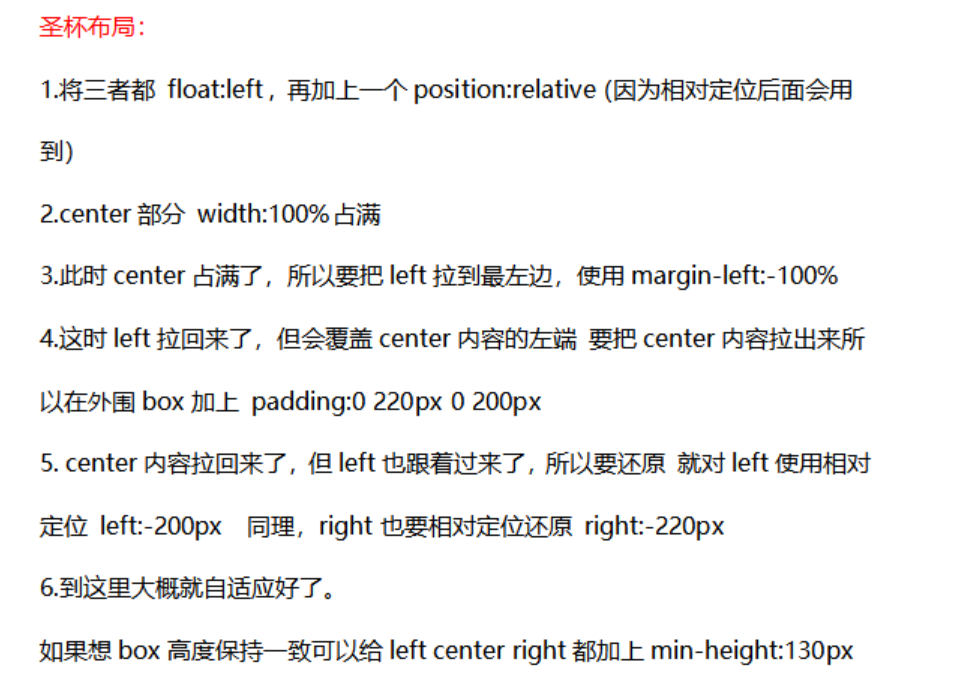 圣杯布局：
1.将三者都 float:left，再加上一个 position:relative (因为相对定位后面会用
到)
2.center 部分 width:100%占满
3.此时 center 占满了，所以要把 left 拉到最左边，使用 margin-left:-100%
4.这时 left 拉回来了，但会覆盖 center 内容的左端 要把 center 内容拉出来所
以在外围 box 加上 padding:0 220px 0 200px
5. center 内容拉回来了，但 left 也跟着过来了，所以要还原 就对 left 使用相对
定位 left:-200px 同理，right 也要相对定位还原 right:-220px
6.到这里大概就自适应好了。
如果想 box 高度保持一致可以给 left center right 都加上 min-height:130px